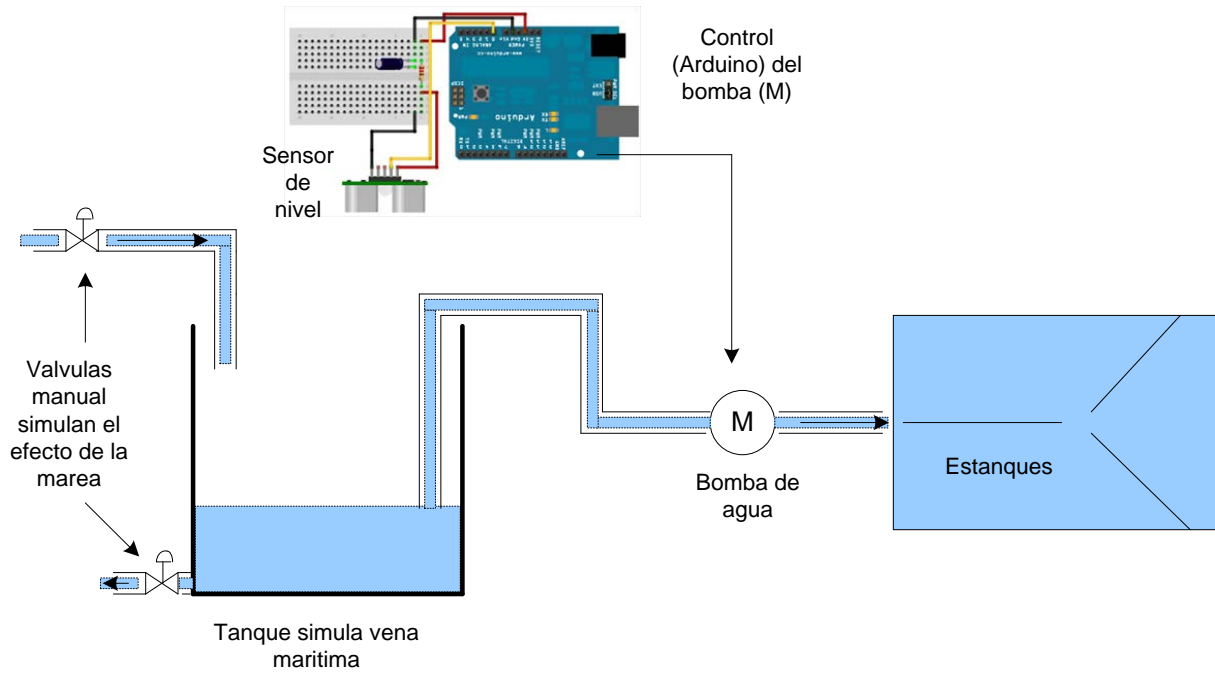 Control
(Arduino) del
bomba (M)
Arduino
Sensor
de
nivel
Valvulas
manual
simulan el
efecto de la
marea
M
Bomba de
agua
Estanques
Tanque simula vena
maritima